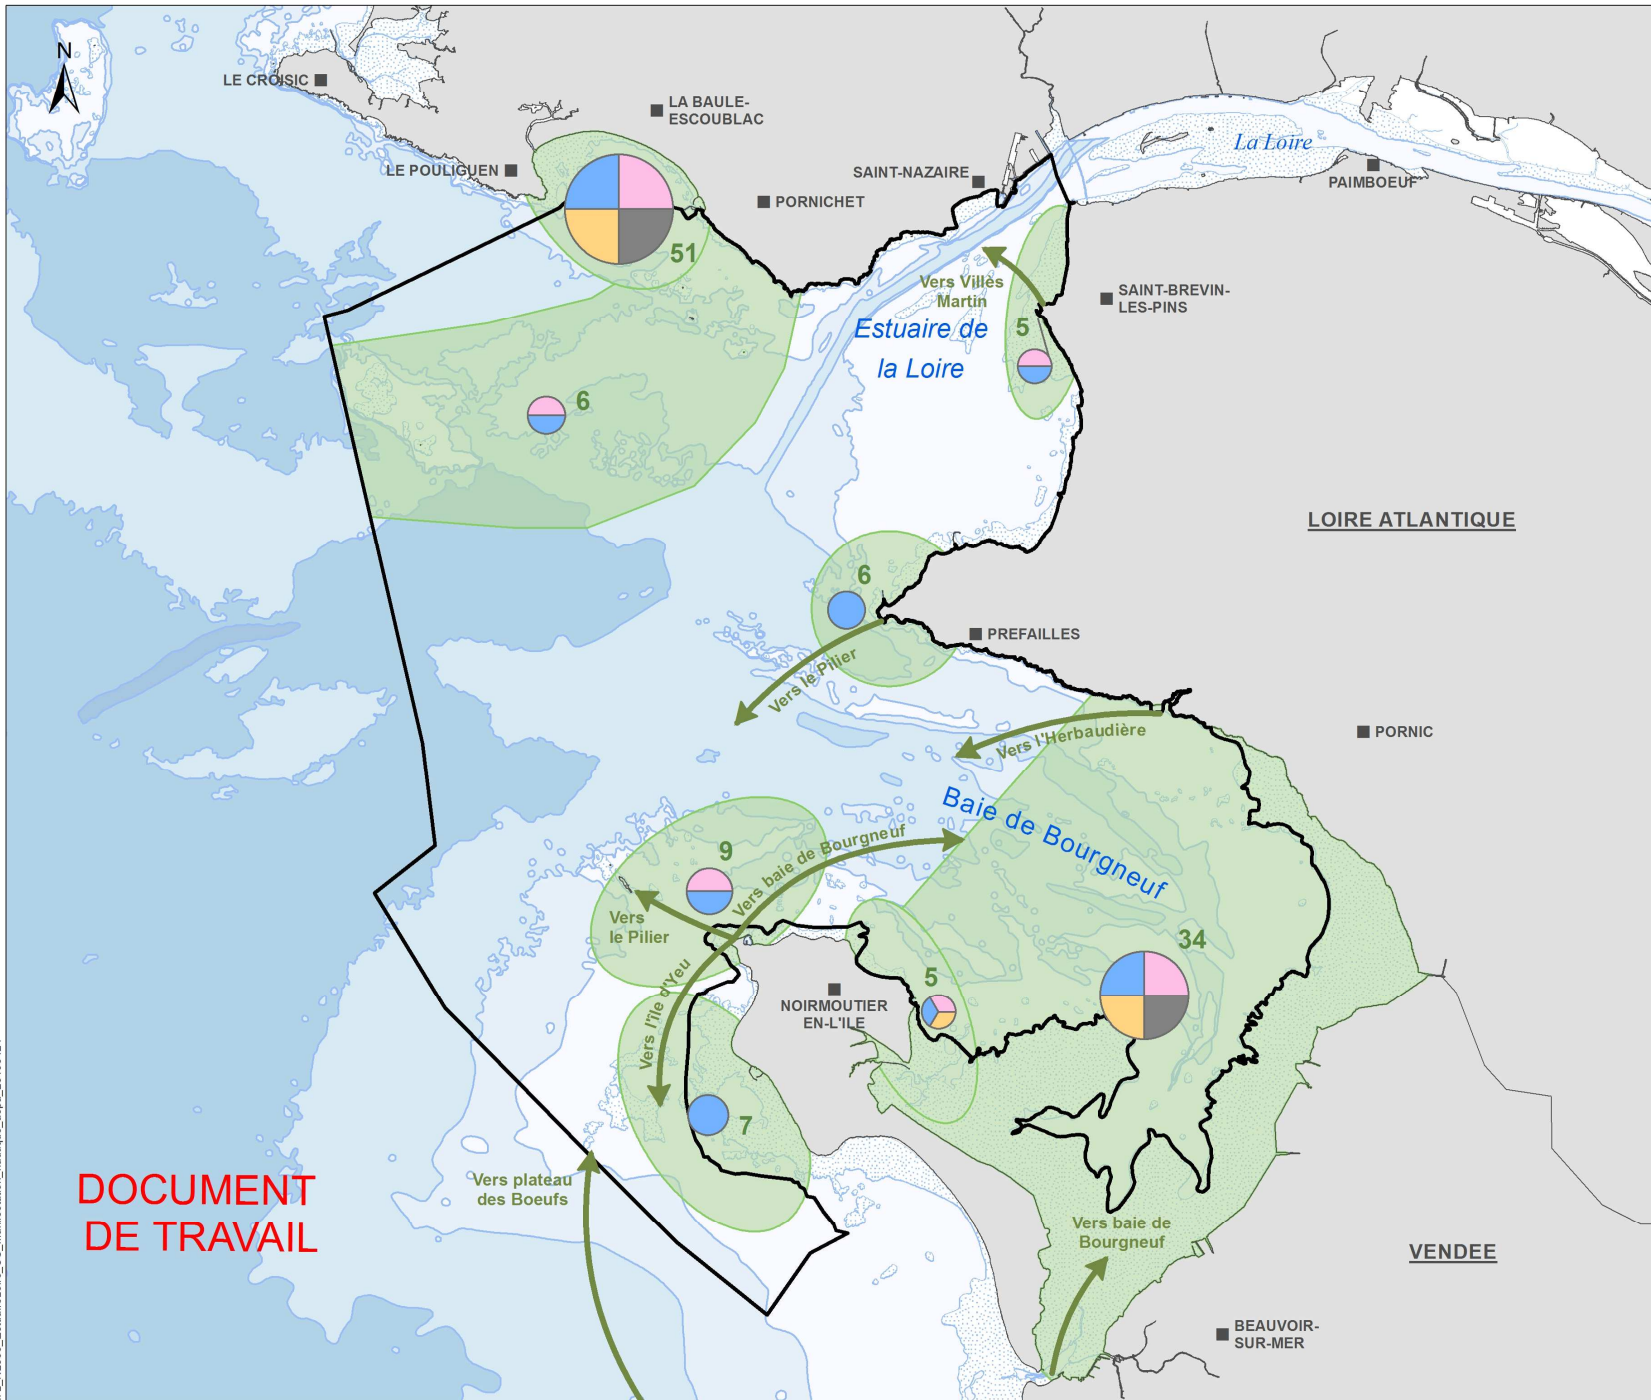 N
LE CROISIC
LA BAULE-
ESCOUBLAC
LE POULIGUEN
PORNICHET
SAINT-NAZAIRE
La Loire
PAIMBOEUF
51
Vers Villès
Martin
SAINT-BREVIN-
LES-PINS
Estuaire de
la Loire
5
6
LOIRE ATLANTIQUE
6
PREFAILLES
Vers le Pilier
Vers l'Herbaudière
PORNIC
Baie de Bourgneuf
9
Vers baie de Bourgneuf
Vers
le Pilier
34
5
Vers l'île d'Yeu
NOIRMOUTIER
EN-L'ILE
7
Vers plateau
des Boeufs
DOCUMENT
DE TRAVAIL
Vers baie de
Bourgneuf
VENDEE
BEAUVOIR-
SUR-MER